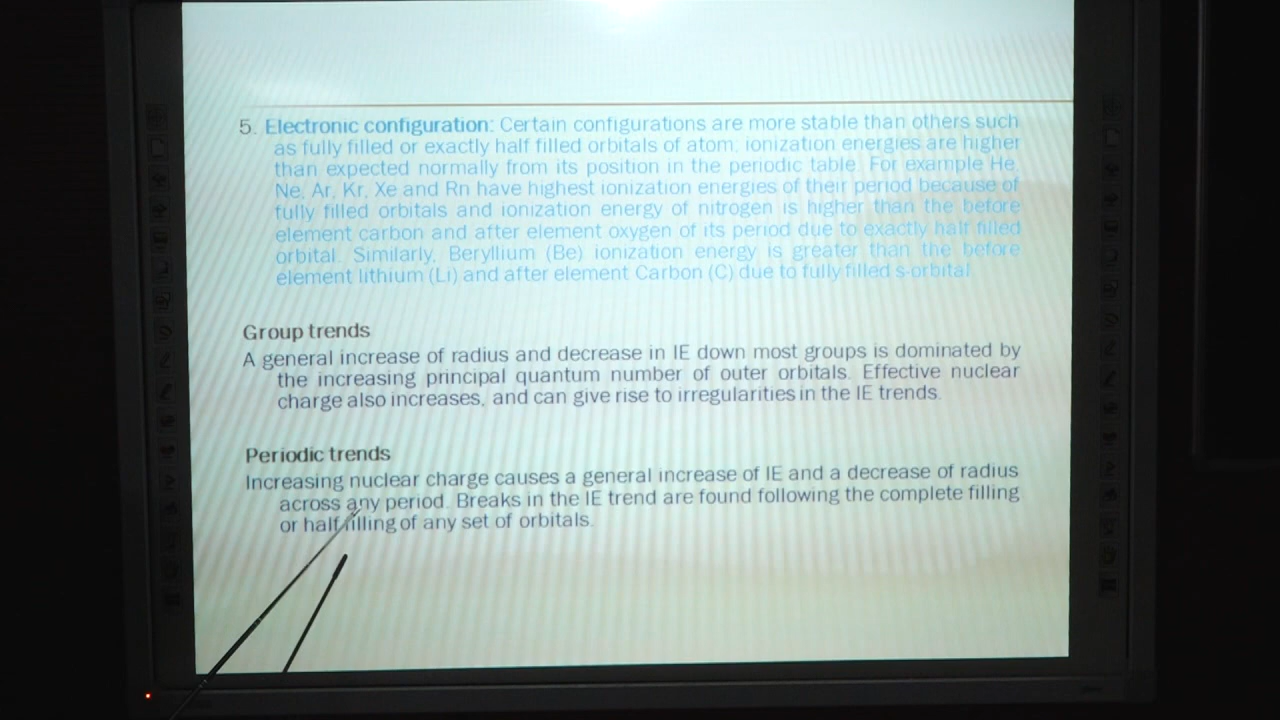 5. Electronic configuration: Certain configurations are more stable than others such
as fully filled or exactly half filled orbitals of atom; ionization energies are higher
than expected normally from its position in the periodic table. For example He,
Ne, Ar, Kr, Xe and Rn have highest ionization energies of their period because of
fully filled orbitals and ionization energy of nitrogen is higher than the before
element carbon and after element oxygen of its period due to exactly half filled
orbital. Similarly, Beryllium (Be) ionization energy is greater than the before
element lithium (Li) and after element Carbon (C) due to fully filled s-orbital.
Group trends
A general increase of radius and decrease in IE down most groups is dominated by
the increasing principal quantum number of outer orbitals. Effective nuclear
charge also increases, and can give rise to irregularities in the IE trends.
Periodic trends
Increasing nuclear charge causes a general increase of IE and a decrease of radius
across any period. Breaks in the IE trend are found following the complete filling
or half filling of any set of orbitals.